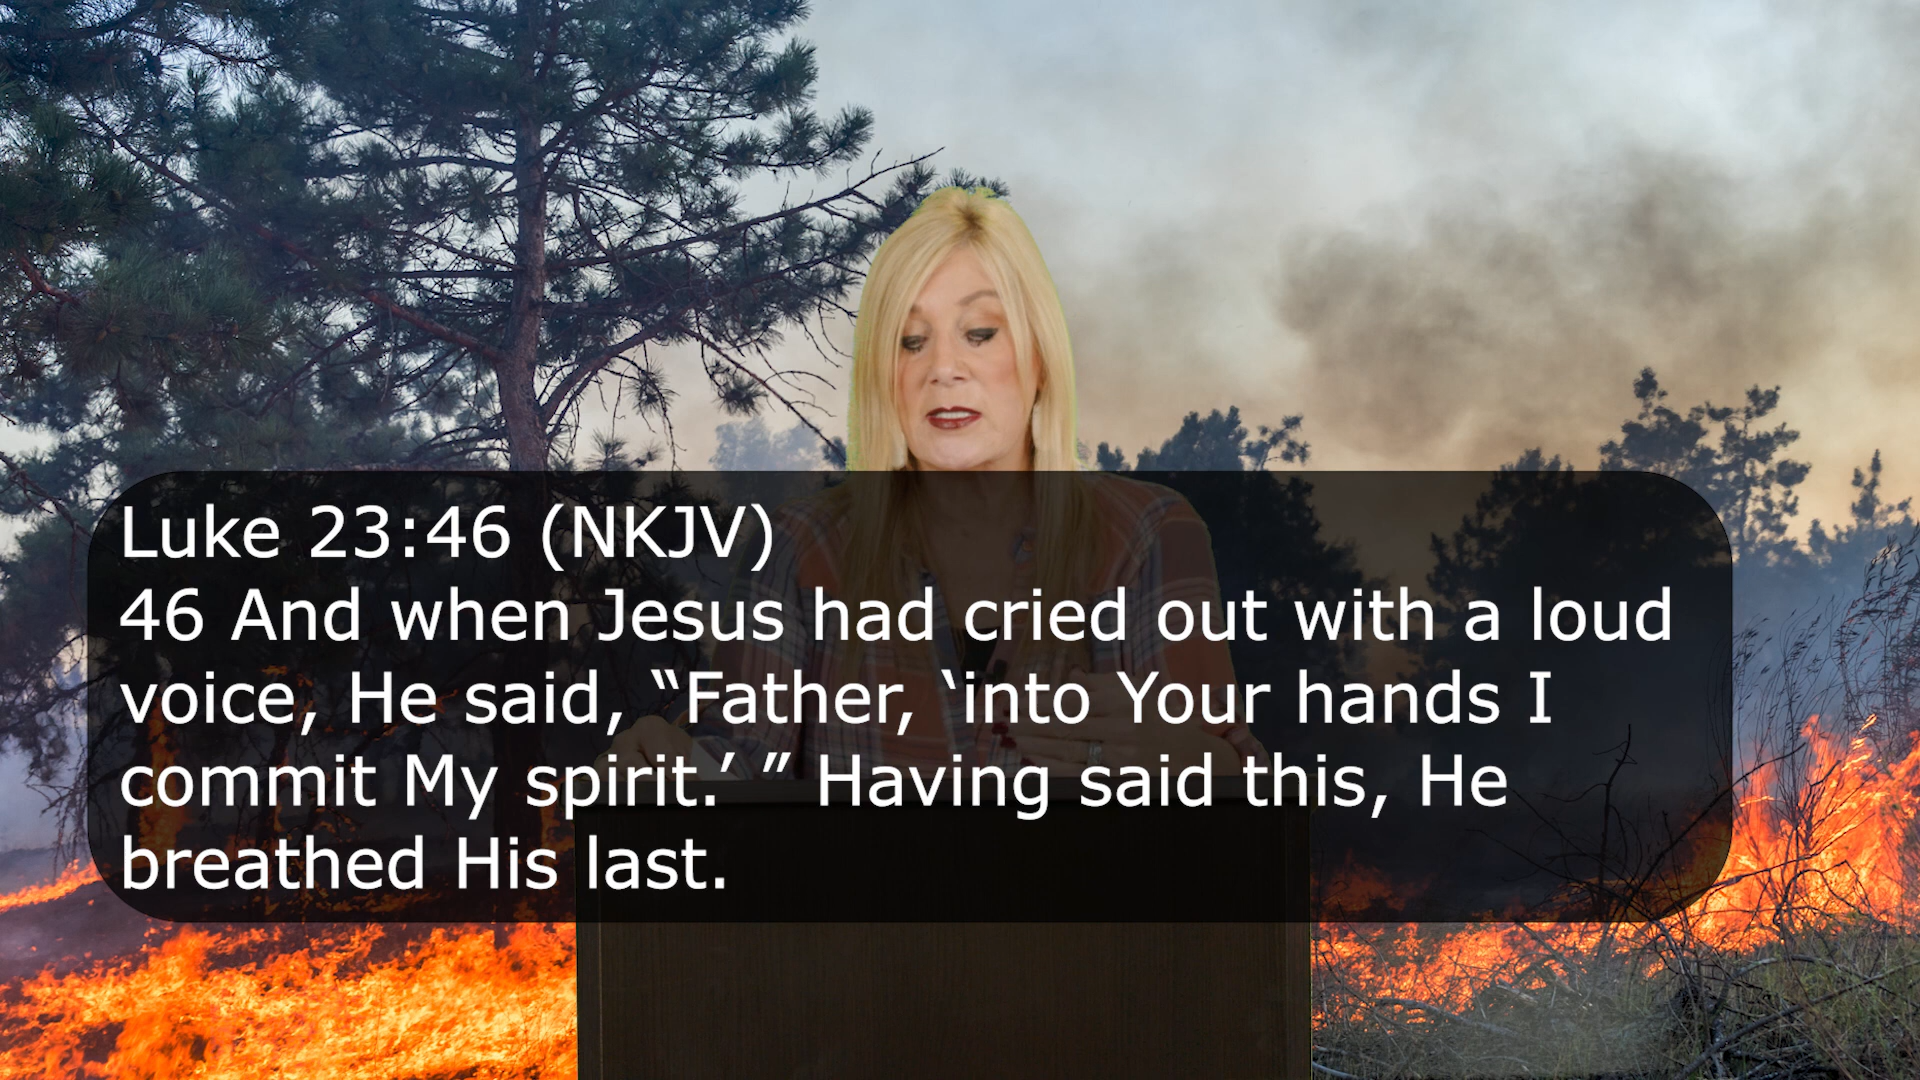 Luke 23:46 (NKJV)
46 And when Jesus had cried out with a loud
voice, He said, “Father, ‘into Your hands I
commit My spirit.’ ” Having said this, He
breathed His last.